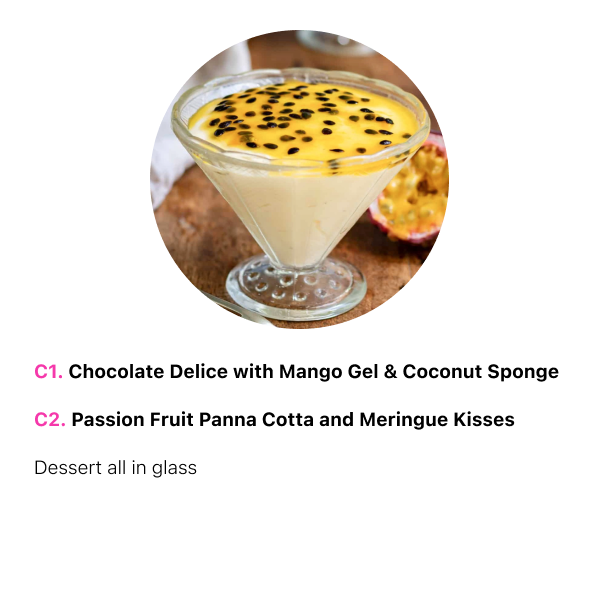 C1. Chocolate Delice with Mango Gel & Coconut Sponge
C2. Passion Fruit Panna Cotta and Meringue Kisses
Dessert all in glass